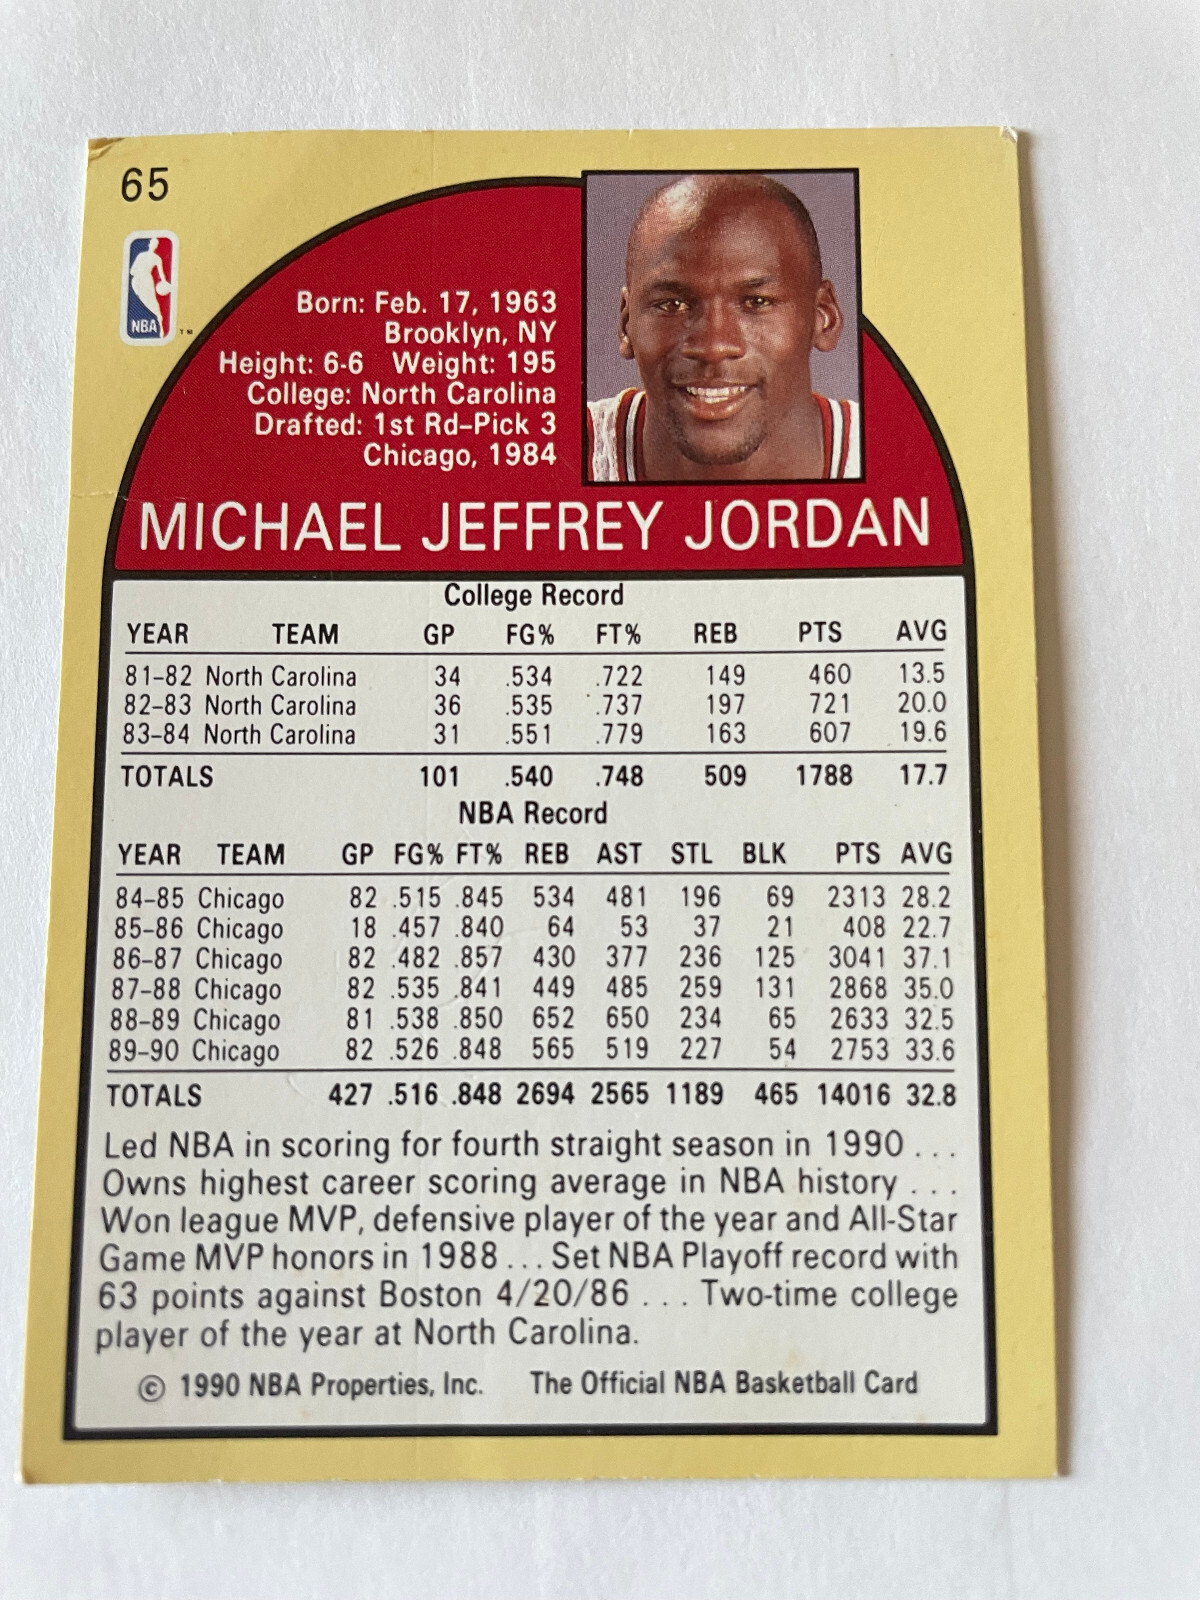 65
NBA
TM
Born: Feb. 17, 1963
Brooklyn, NY
Height: 6-6 Weight: 195
College: North Carolina
Drafted: 1st Rd–Pick 3
Chicago, 1984
MICHAEL JEFFREY JORDAN
College Record
YEAR TEAM GP FG% FT% REB PTS AVG
81–82 North Carolina 34 .534 .722 149 460 13.5
82–83 North Carolina 36 .535 .737 197 721 20.0
83–84 North Carolina 31 .551 .779 163 607 19.6
TOTALS 101 .540 .748 509 1788 17.7
NBA Record
YEAR TEAM GP FG% FT% REB AST STL BLK PTS AVG
84–85 Chicago 82 .515 .845 534 481 196 69 2313 28.2
85–86 Chicago 18 .457 .840 64 53 37 21 408 22.7
86–87 Chicago 82 .482 .857 430 377 236 125 3041 37.1
87–88 Chicago 82 .535 .841 449 485 259 131 2868 35.0
88–89 Chicago 81 .538 .850 652 650 234 65 2633 32.5
89–90 Chicago 82 .526 .848 565 519 227 54 2753 33.6
TOTALS 427 .516 .848 2694 2565 1189 465 14016 32.8
Led NBA in scoring for fourth straight season in 1990 . . .
Owns highest career scoring average in NBA history . . .
Won league MVP, defensive player of the year and All-Star
Game MVP honors in 1988 . . . Set NBA Playoff record with
63 points against Boston 4/20/86 . . . Two-time college
player of the year at North Carolina.
© 1990 NBA Properties, Inc. The Official NBA Basketball Card